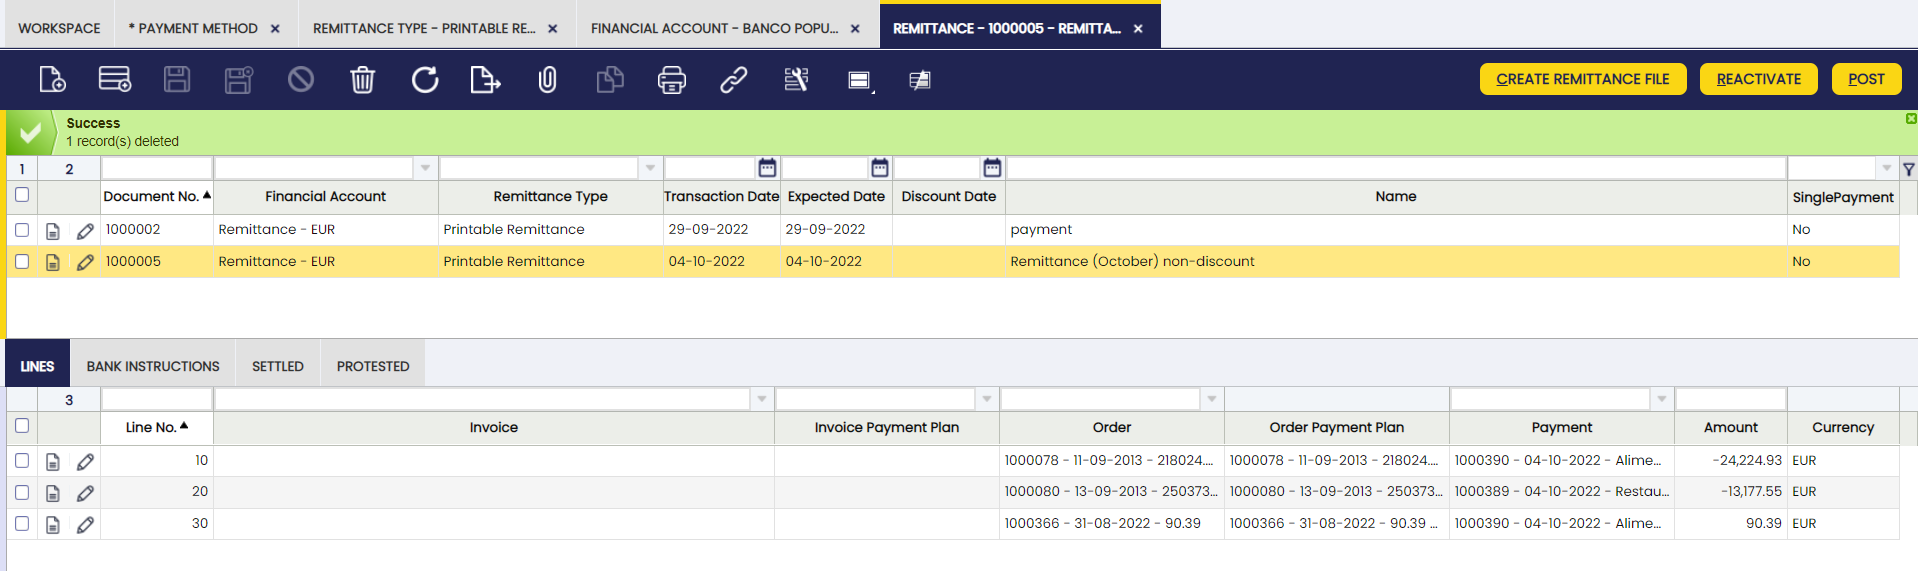 WORKSPACE * PAYMENT METHOD REMITTANCE TYPE - PRINTABLE RE... FINANCIAL ACCOUNT - BANCO POPU... REMITTANCE - 1000005 - REMITTA...
CREATE REMITTANCE FILE REACTIVATE POST
Success
1 record(s) deleted
1 2
Document No. Financial Account Remittance Type Transaction Date Expected Date Discount Date Name SinglePayment
1000002 Remittance - EUR Printable Remittance 29-09-2022 29-09-2022 payment No
1000005 Remittance - EUR Printable Remittance 04-10-2022 04-10-2022 Remittance (October) non-discount No
LINES BANK INSTRUCTIONS SETTLED PROTESTED
3
Line No. Invoice Invoice Payment Plan Order Order Payment Plan Payment Amount Currency
10 1000078 - 11-09-2013 - 218024.... 1000078 - 11-09-2013 - 218024.... 1000390 - 04-10-2022 - Alime... -24,224.93 EUR
20 1000080 - 13-09-2013 - 250373... 1000080 - 13-09-2013 - 250373... 1000389 - 04-10-2022 - Restau... -13,177.55 EUR
30 1000366 - 31-08-2022 - 90.39 1000366 - 31-08-2022 - 90.39 ... 1000390 - 04-10-2022 - Alime... 90.39 EUR